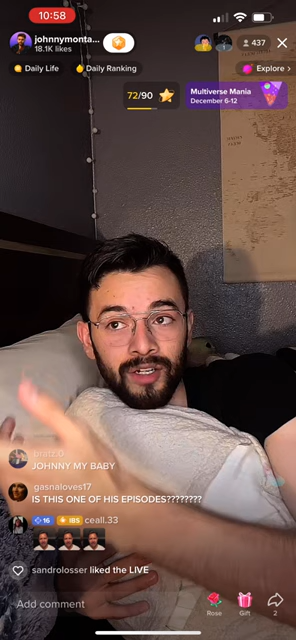 10:58
johnnymonta...
18.1K likes
437
Daily Life
Daily Ranking
Explore >
72/90
Multiverse Mania
December 6-12
JOHNNY MY BABY
gasnaloves17
IS THIS ONE OF HIS EPISODES????????
16
IBS
ceall.33
sandrolosser liked the LIVE
Add comment
Rose
Gift
2